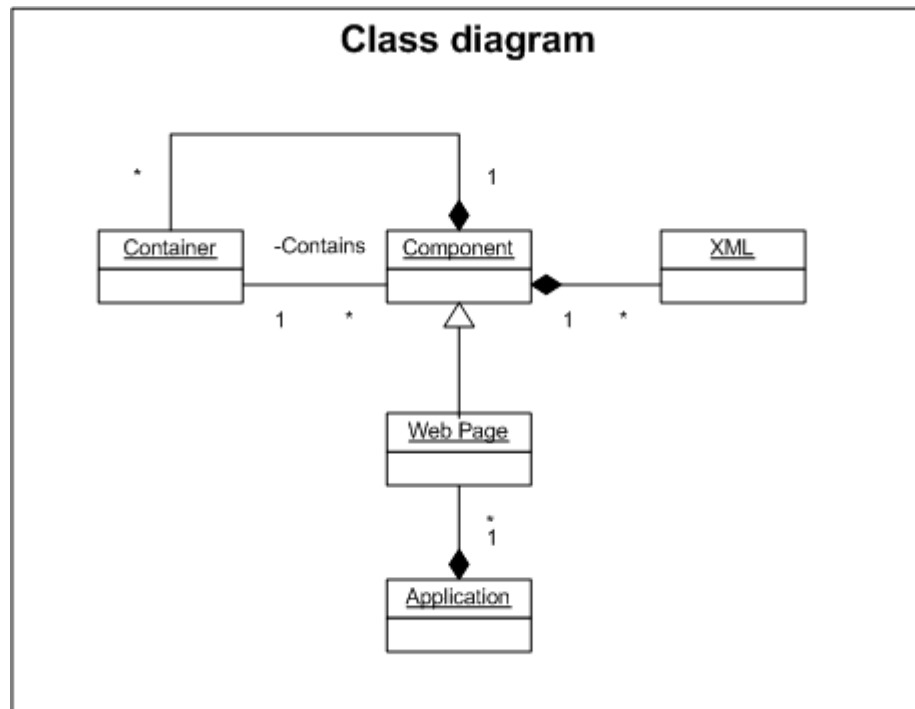 Class diagram
*
1
Container
-Contains
Component
XML
1
*
1
*
Web Page
*
1
Application